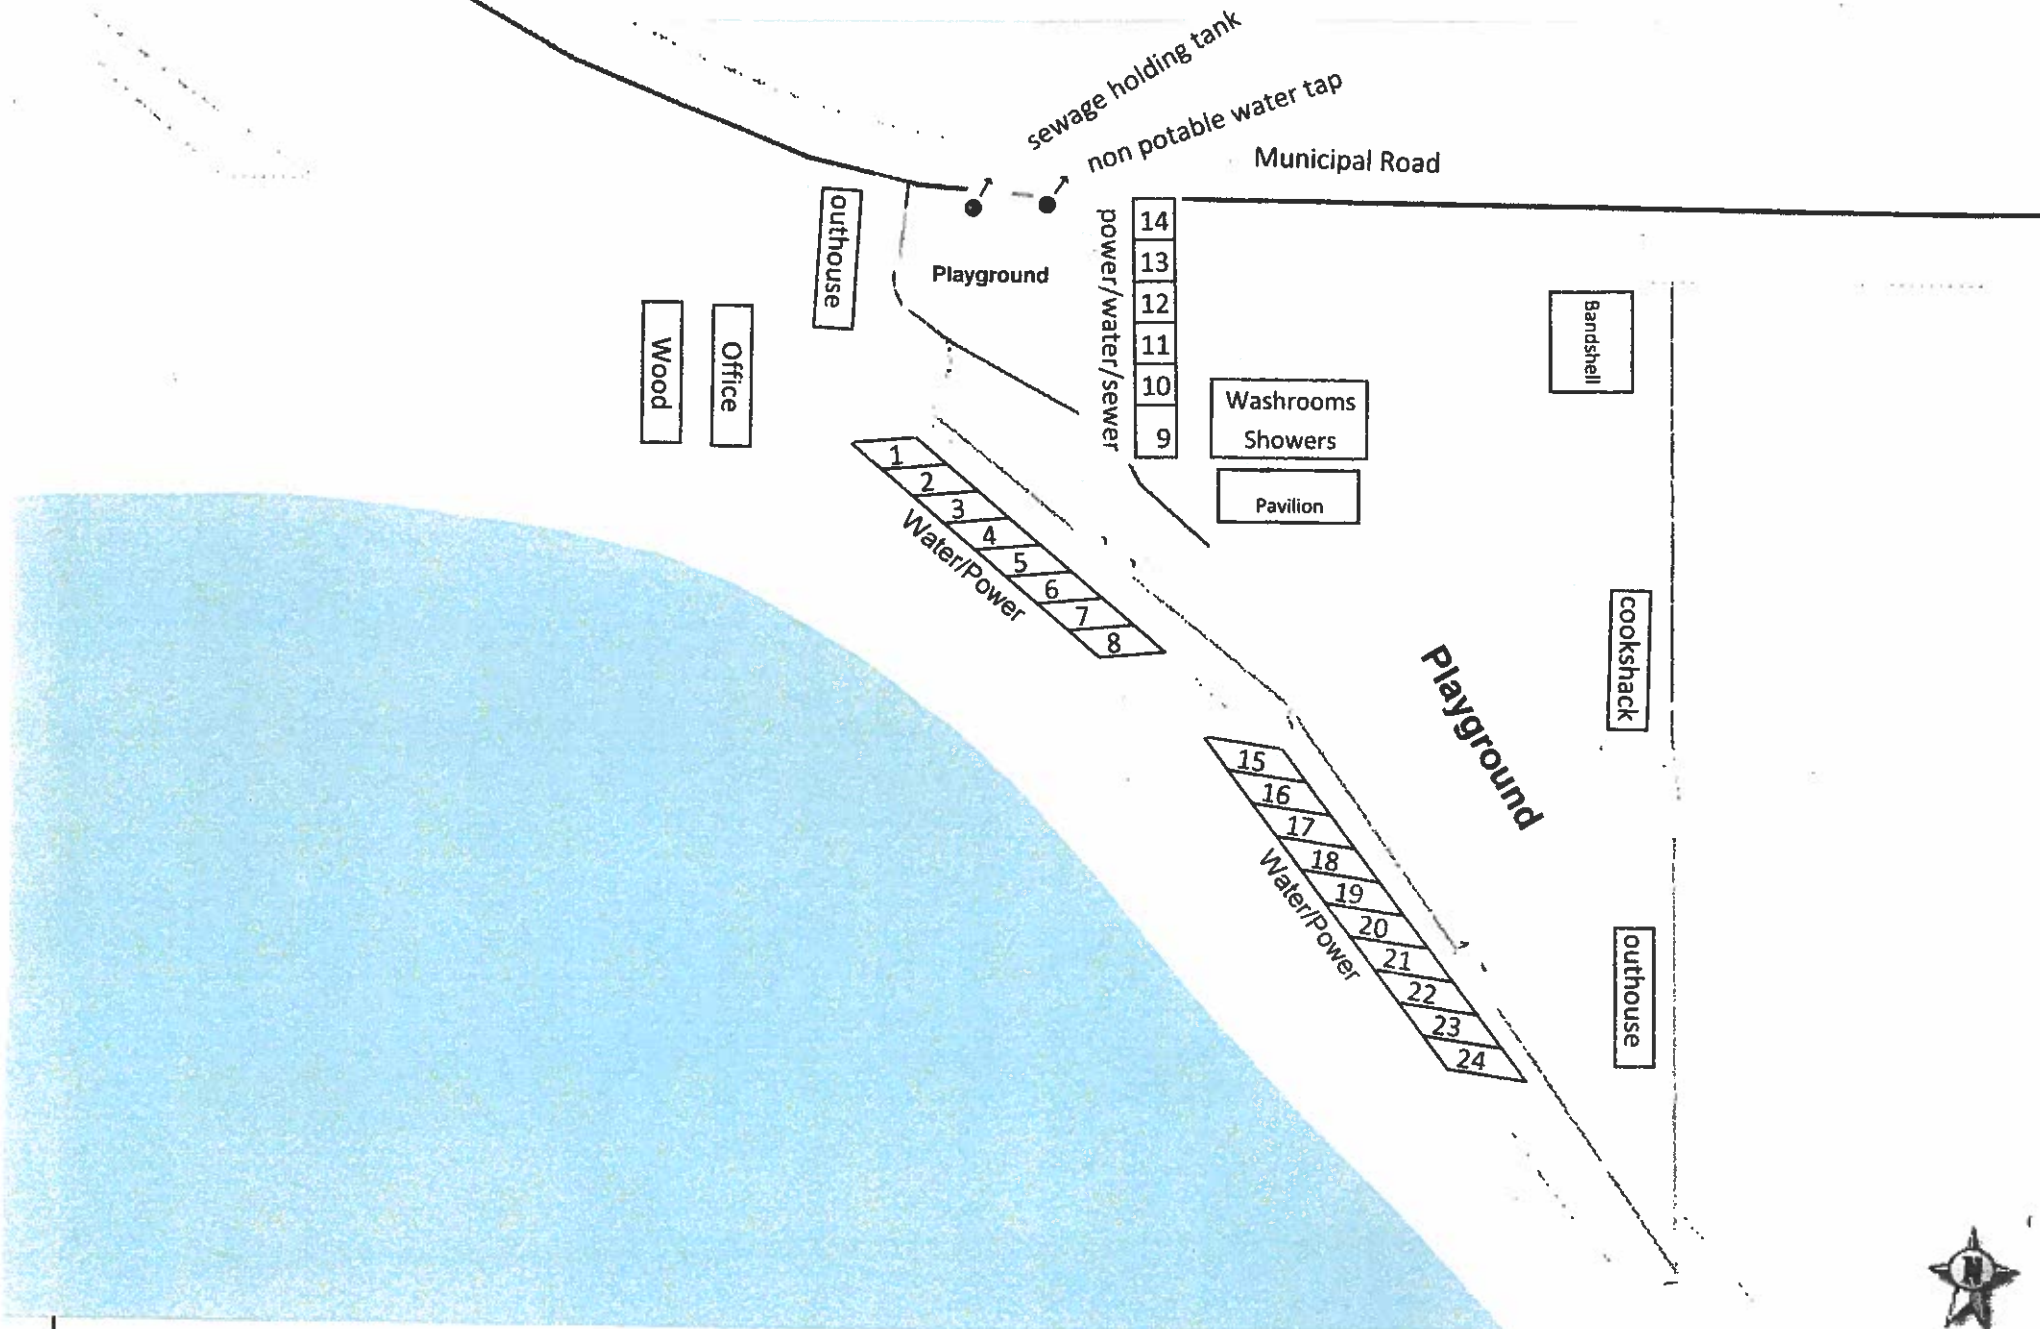 sewage holding tank
non potable water tap
Municipal Road
outhouse
Playground
power/water/sewer
14
13
12
11
10
9
Bandshell
Wood
Office
Washrooms
Showers
Pavilion
1
2
3
4
5
6
7
8
Water/Power
cookshack
Playground
15
16
17
18
19
20
21
22
23
24
Water/Power
outhouse
N